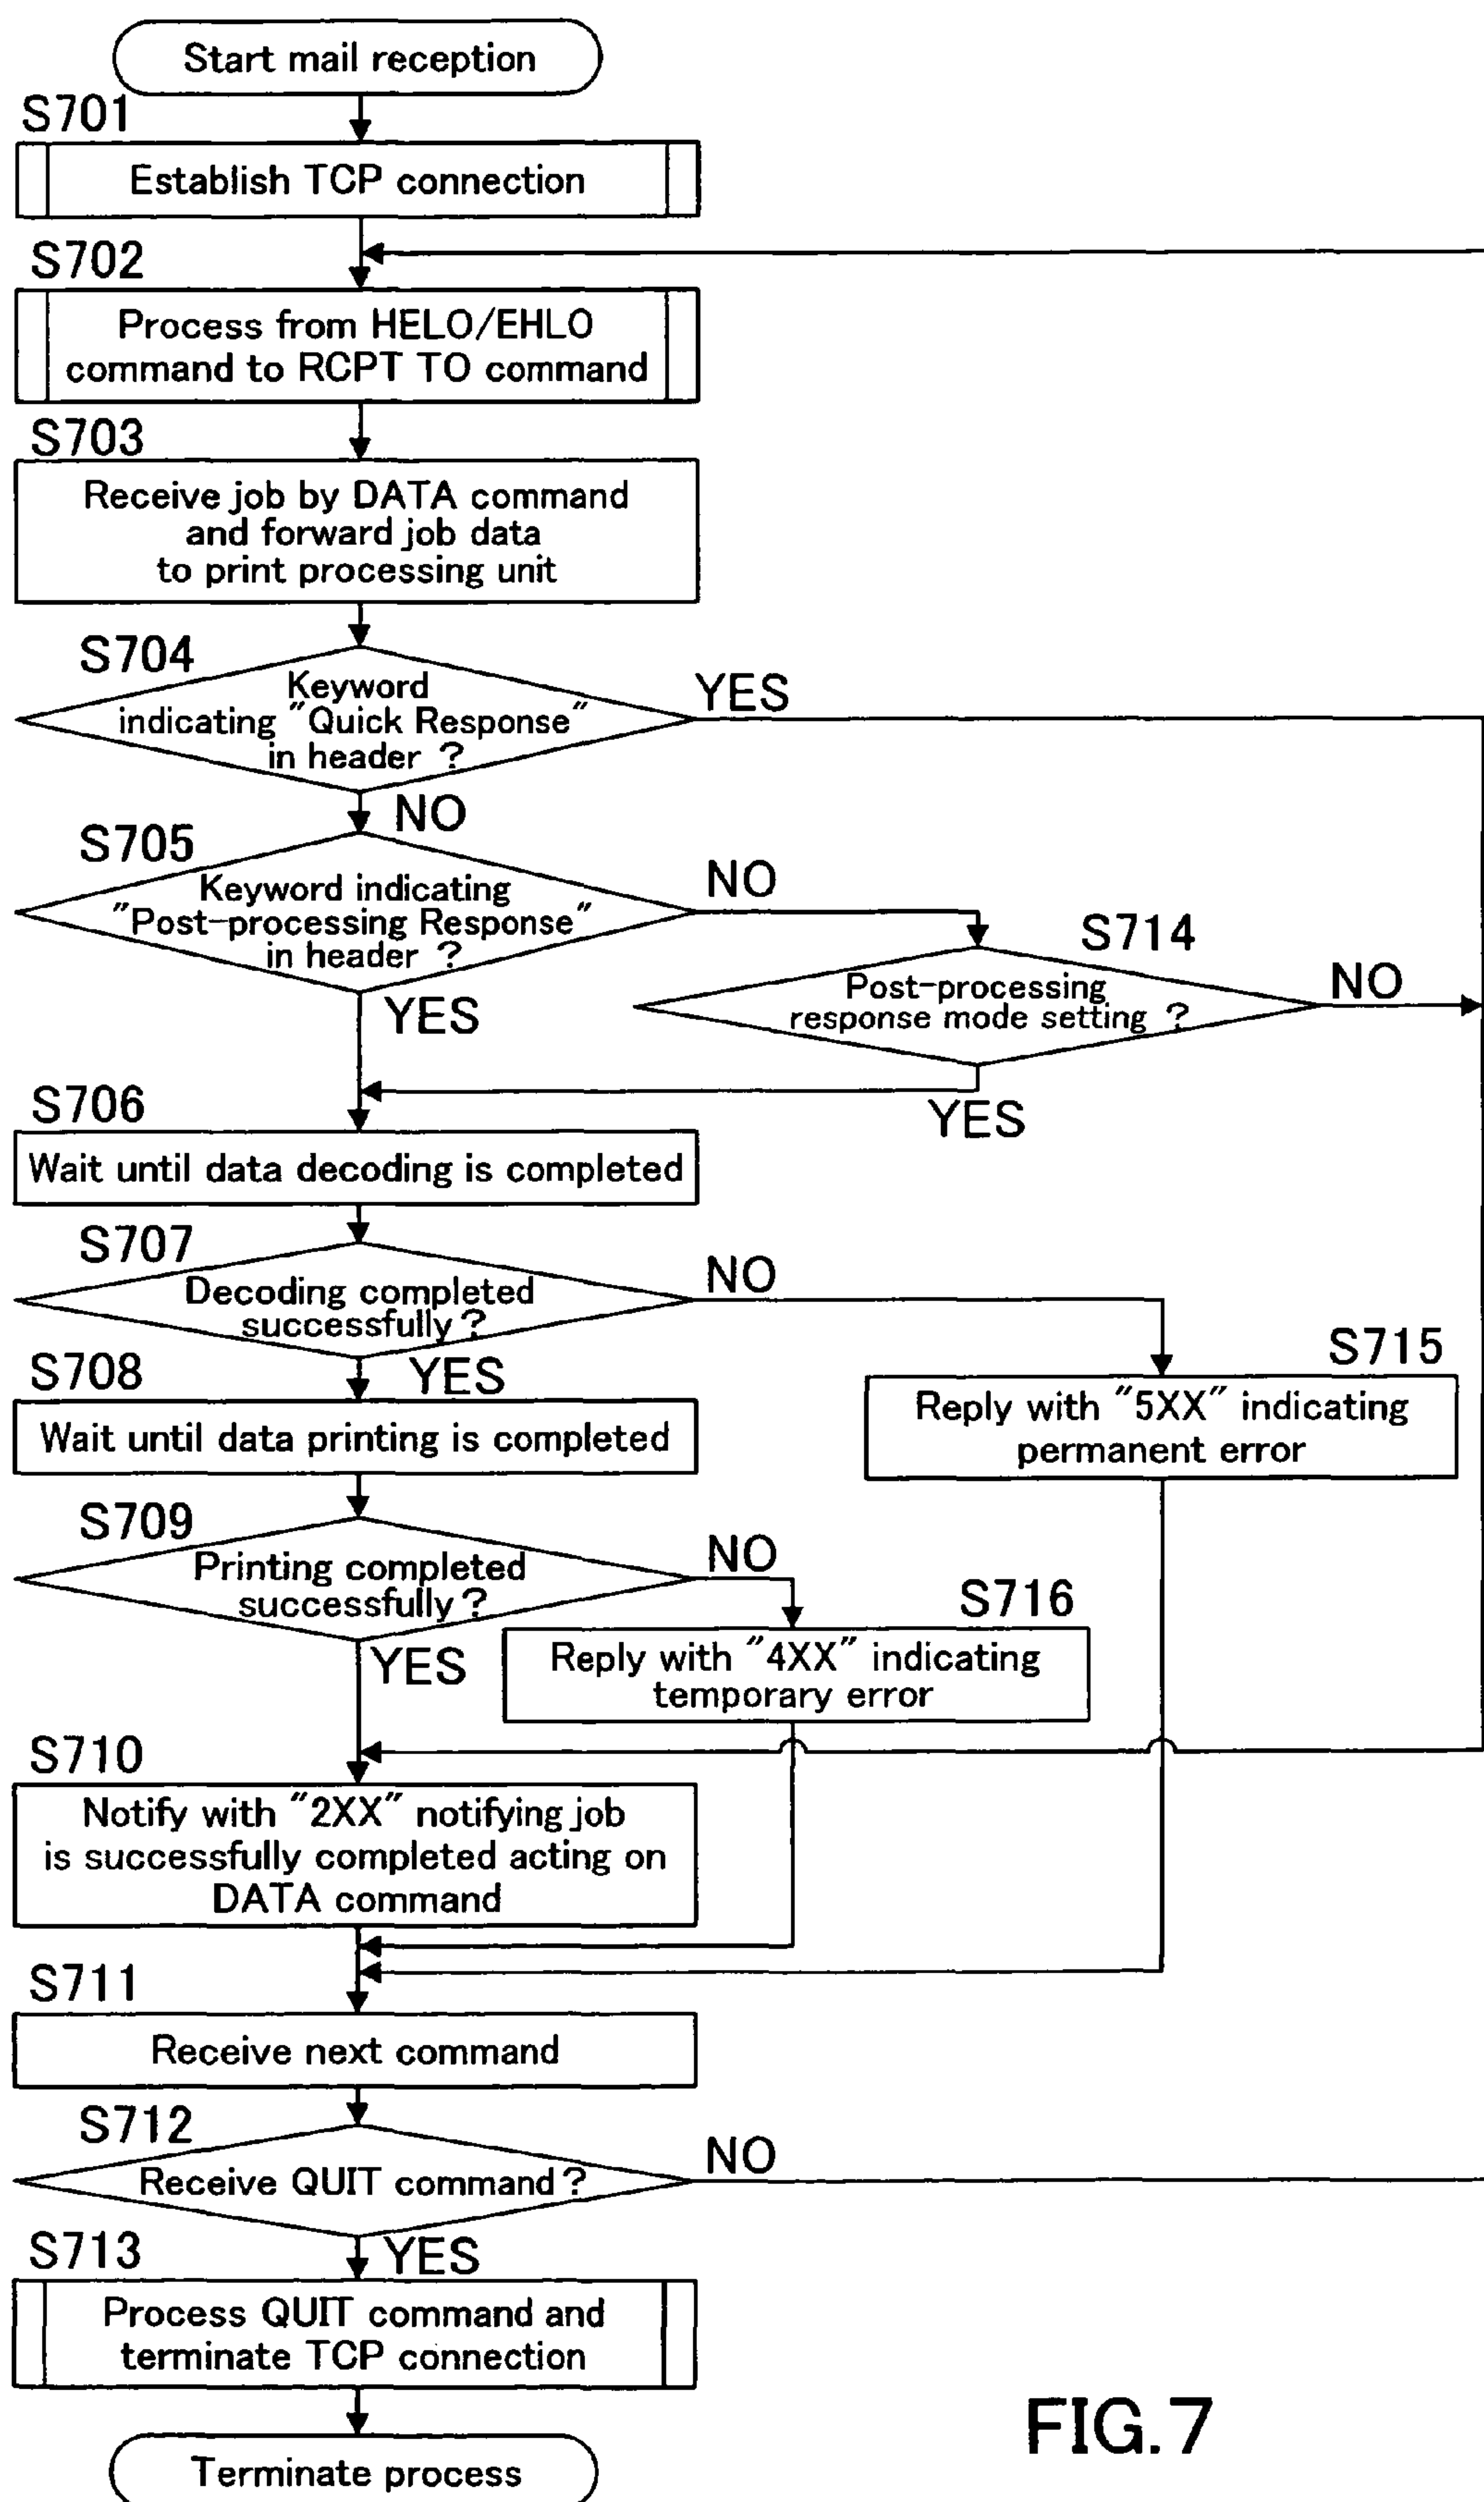 Start mail reception
S701
Establish TCP connection
S702
Process from HELO/EHLO
command to RCPT TO command
S703
Receive job by DATA command
and forward job data
to print processing unit
S704
Keyword
indicating "Quick Response"
in header ?
YES
NO
S705
Keyword indicating
"Post-processing Response"
in header ?
NO
YES
S714
Post-processing
response mode setting ?
NO
YES
S706
Wait until data decoding is completed
S707
Decoding completed
successfully ?
NO
YES
S715
Reply with "5XX" indicating
permanent error
S708
Wait until data printing is completed
S709
Printing completed
successfully ?
NO
YES
S716
Reply with "4XX" indicating
temporary error
S710
Notify with "2XX" notifying job
is successfully completed acting on
DATA command
S711
Receive next command
S712
Receive QUIT command ?
NO
YES
S713
Process QUIT command and
terminate TCP connection
Terminate process
FIG. 7